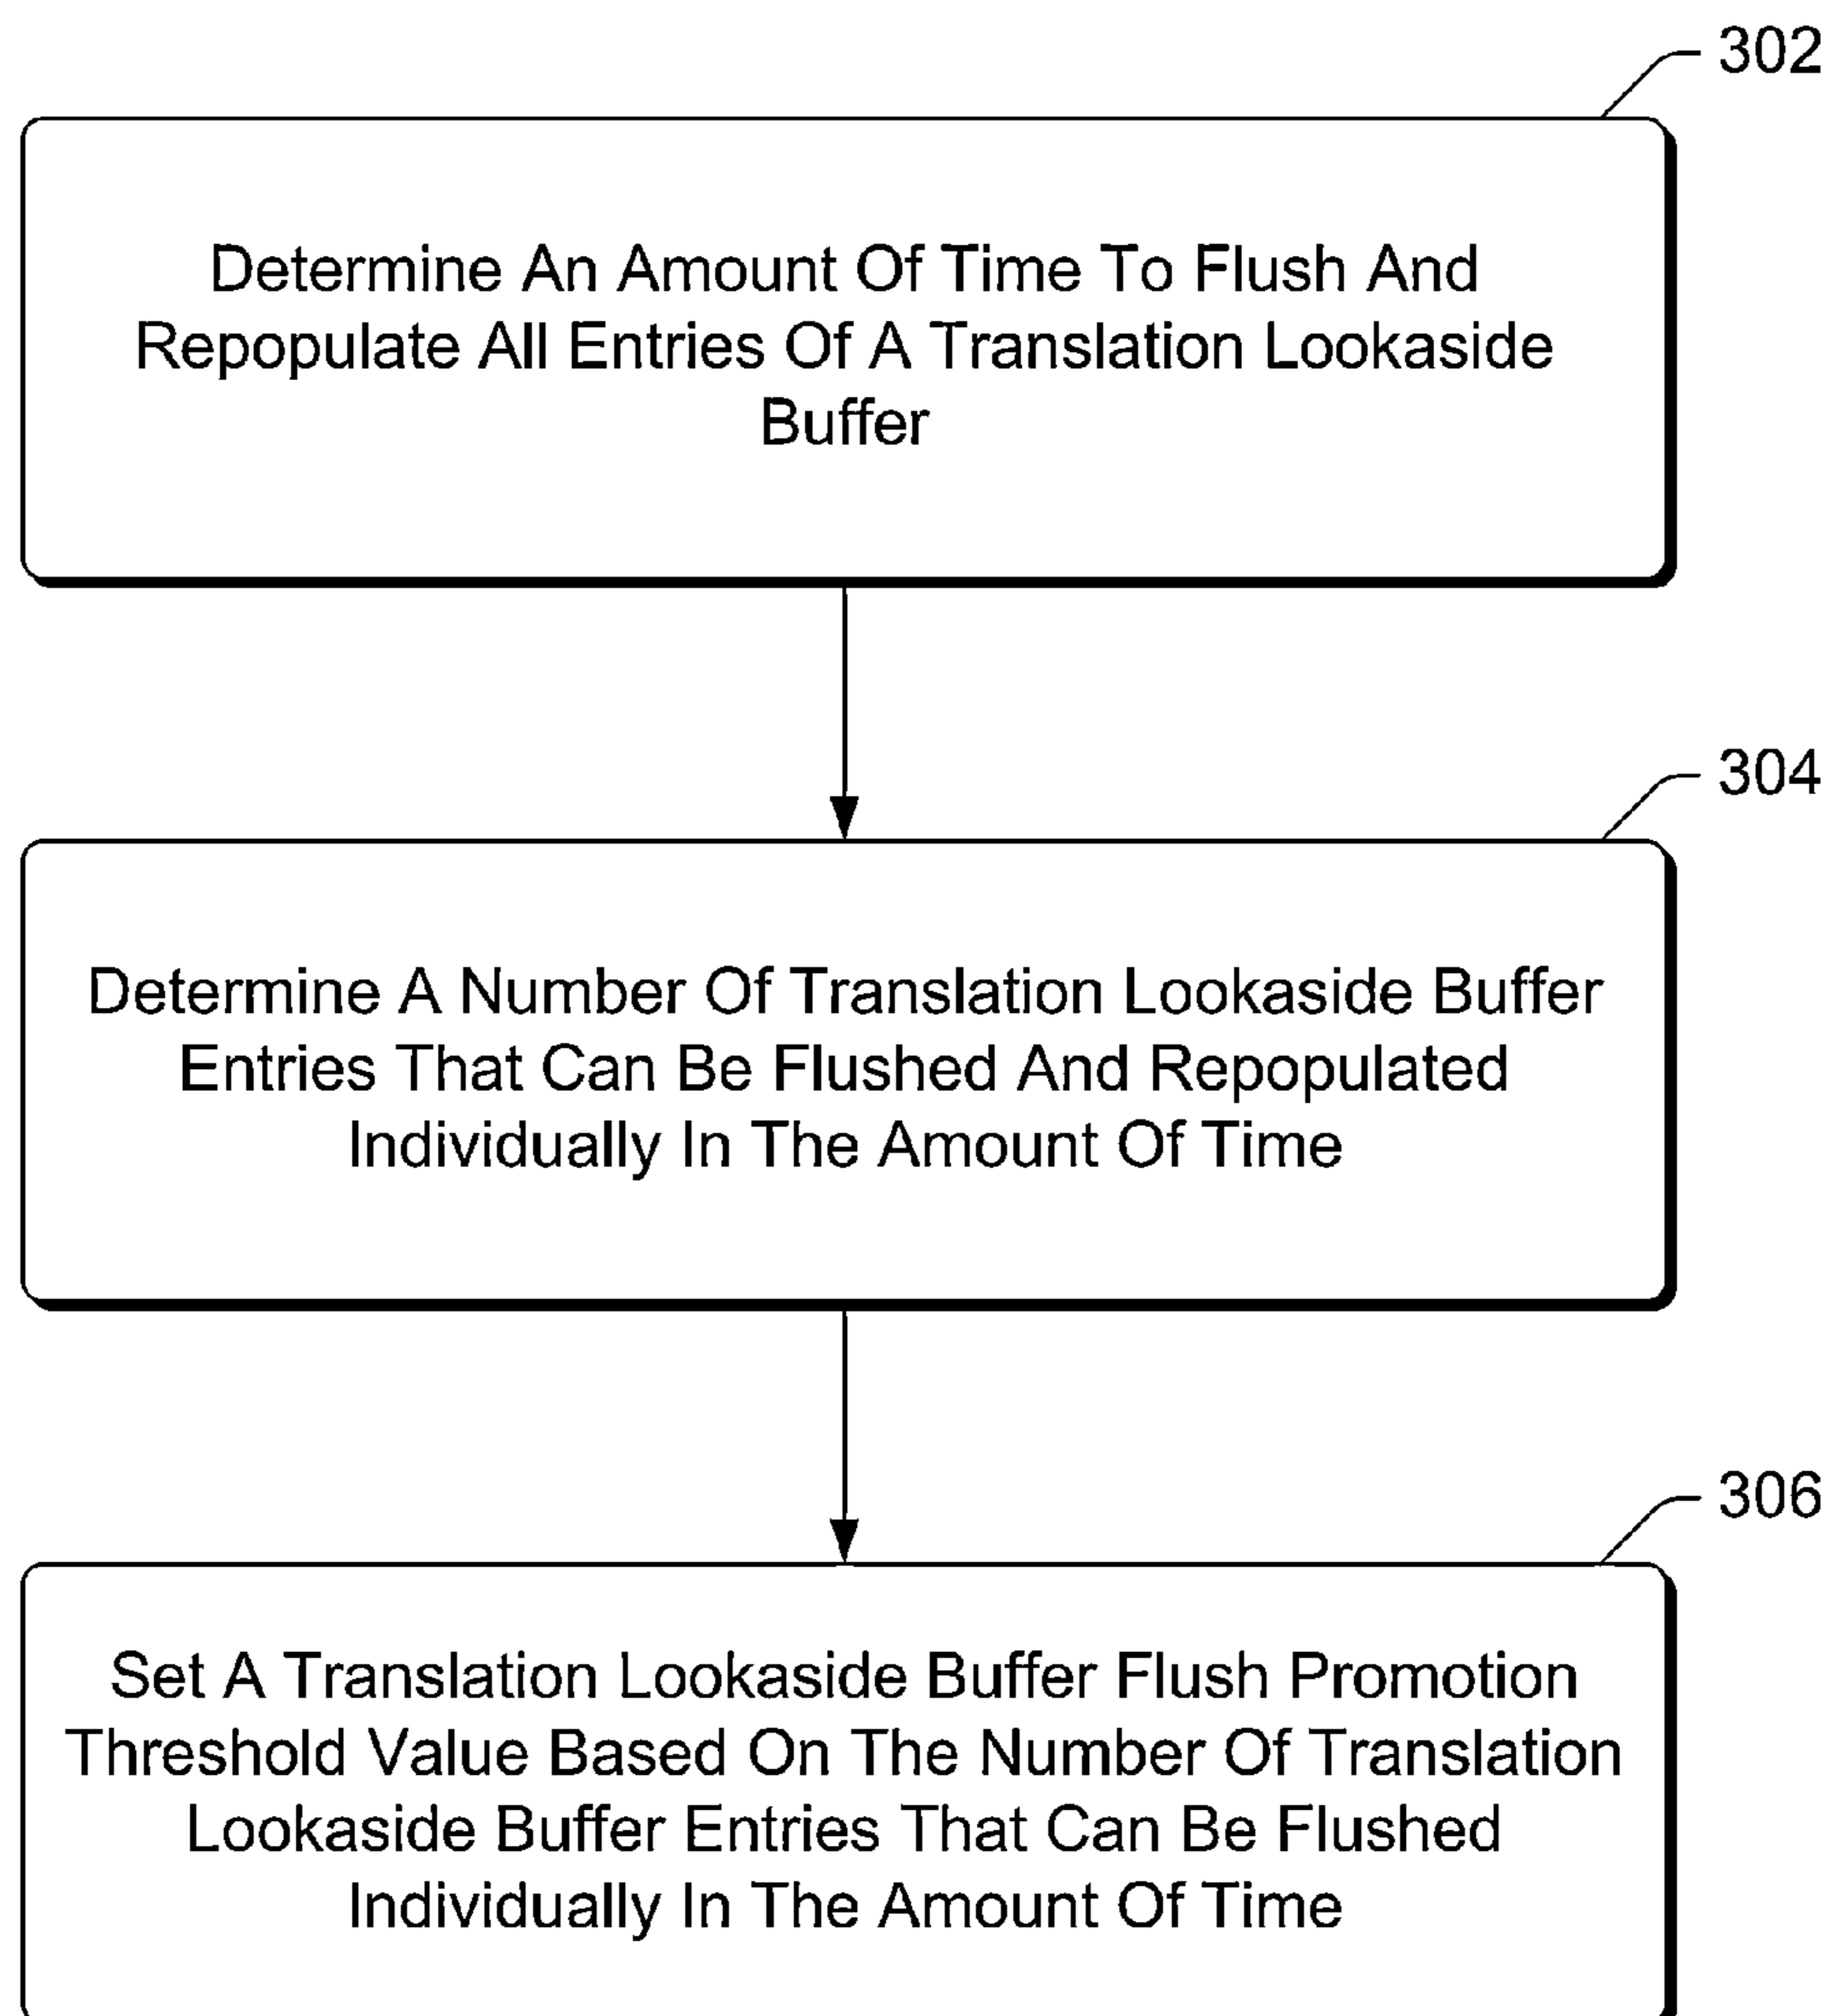 302
Determine An Amount Of Time To Flush And
Repopulate All Entries Of A Translation Lookaside
Buffer
304
Determine A Number Of Translation Lookaside Buffer
Entries That Can Be Flushed And Repopulated
Individually In The Amount Of Time
306
Set A Translation Lookaside Buffer Flush Promotion
Threshold Value Based On The Number Of Translation
Lookaside Buffer Entries That Can Be Flushed
Individually In The Amount Of Time